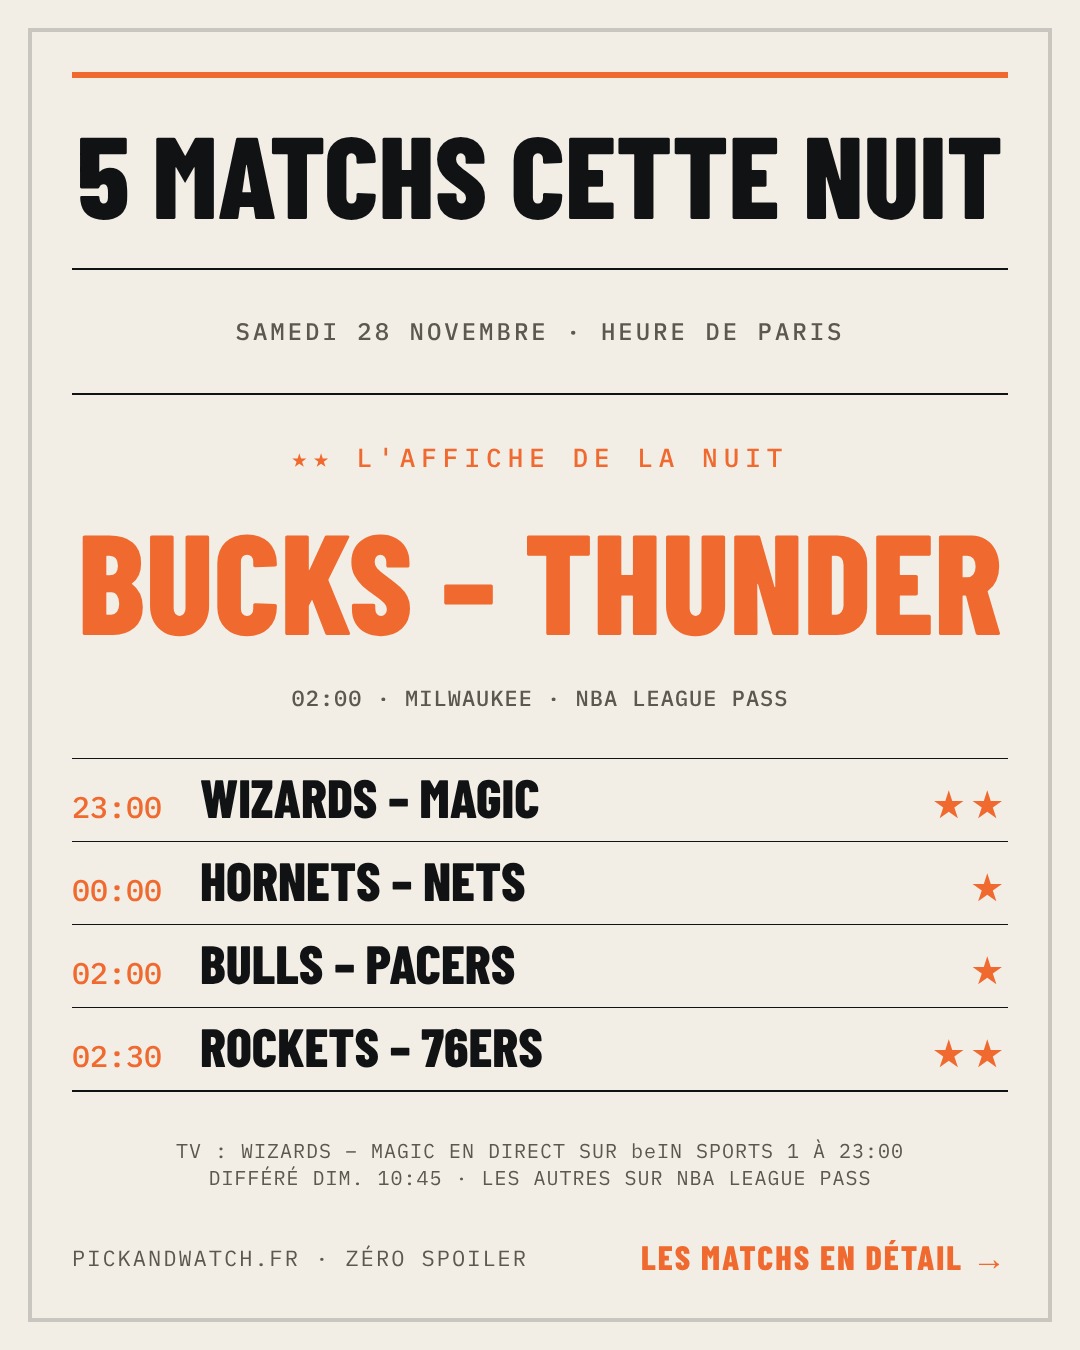 5 MATCHS CETTE NUIT
SAMEDI 28 NOVEMBRE · HEURE DE PARIS
★★ L'AFFICHE DE LA NUIT
BUCKS – THUNDER
02:00 · MILWAUKEE · NBA LEAGUE PASS
23:00 WIZARDS – MAGIC ★★
00:00 HORNETS – NETS ★
02:00 BULLS – PACERS ★
02:30 ROCKETS – 76ERS ★★
TV : WIZARDS – MAGIC EN DIRECT SUR beIN SPORTS 1 À 23:00
DIFFÉRÉ DIM. 10:45 · LES AUTRES SUR NBA LEAGUE PASS
PICKANDWATCH.FR · ZÉRO SPOILER
LES MATCHS EN DÉTAIL →